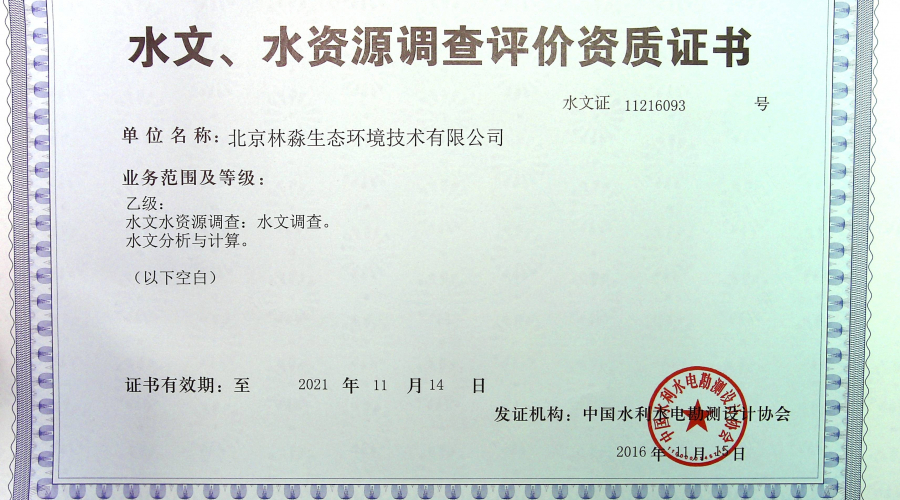 水文、水资源调查评价资质证书
水文证 11216093 号
单位名称：北京林淼生态环境技术有限公司
业务范围及等级：
乙级：
水文水资源调查：水文调查。
水文分析与计算。
（以下空白）
证书有效期：至 2021 年 11 月 14 日
发证机构：中国水利水电勘测设计协会
2016 年 11 月 15 日
中国水利水电勘测设计协会